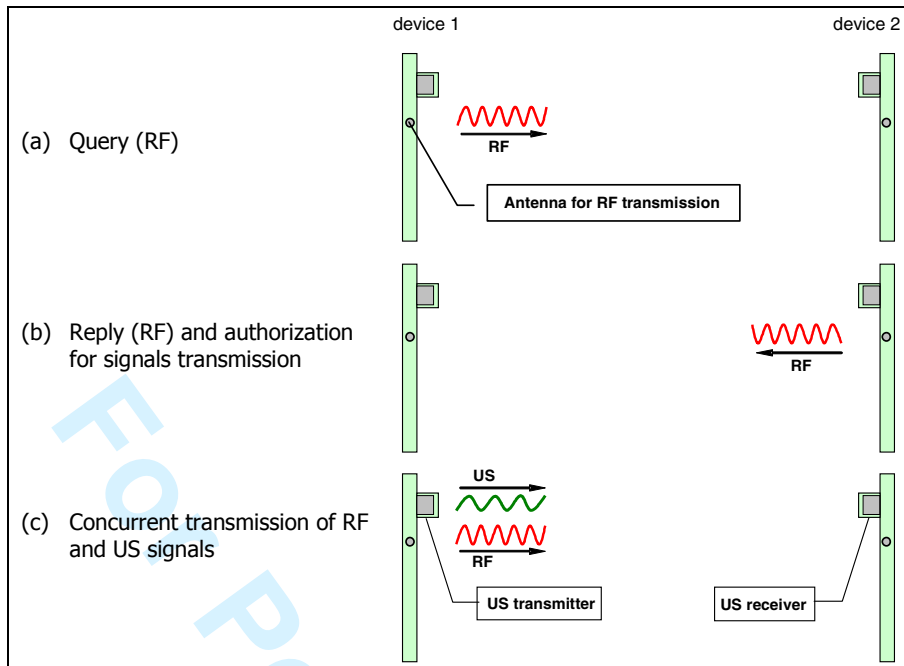 device 1
device 2
(a) Query (RF)
RF
Antenna for RF transmission
(b) Reply (RF) and authorization
for signals transmission
RF
(c) Concurrent transmission of RF
and US signals
US
RF
US transmitter
US receiver
For